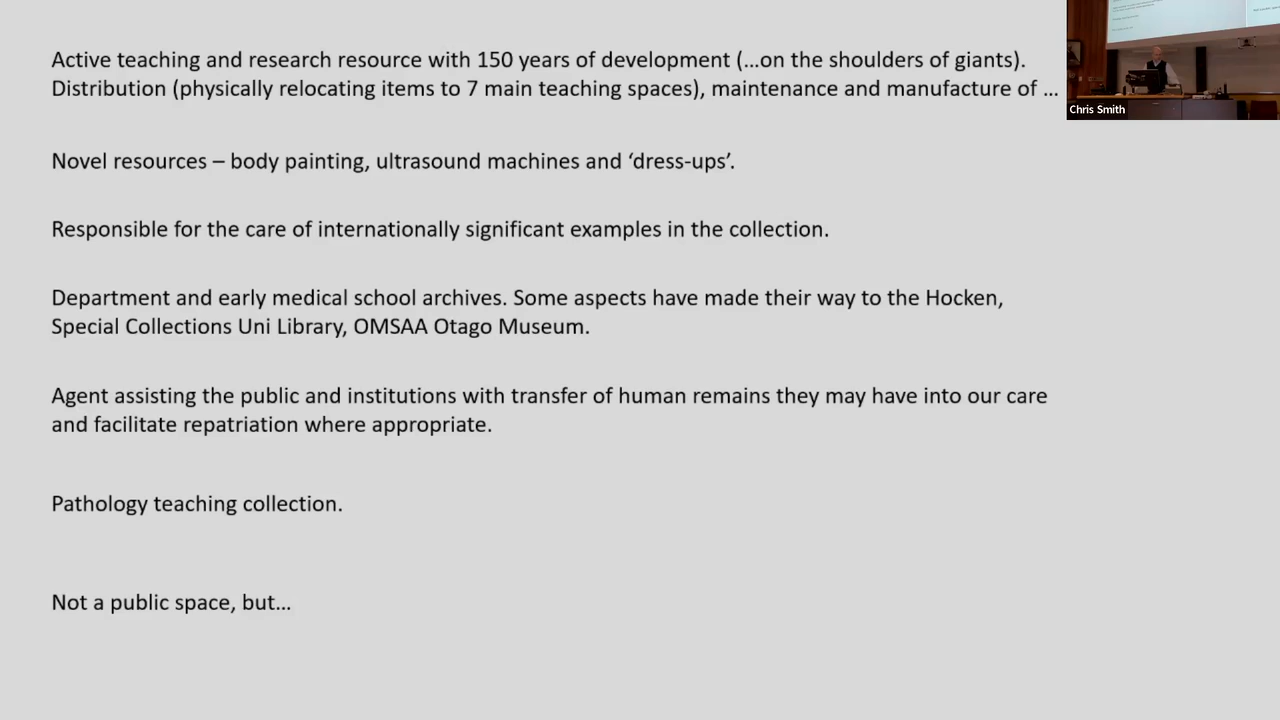 Active teaching and research resource with 150 years of development (…on the shoulders of giants).
Distribution (physically relocating items to 7 main teaching spaces), maintenance and manufacture of …
Novel resources – body painting, ultrasound machines and ‘dress-ups’.
Responsible for the care of internationally significant examples in the collection.
Department and early medical school archives. Some aspects have made their way to the Hocken,
Special Collections Uni Library, OMSAA Otago Museum.
Agent assisting the public and institutions with transfer of human remains they may have into our care
and facilitate repatriation where appropriate.
Pathology teaching collection.
Not a public space, but…
Chris Smith